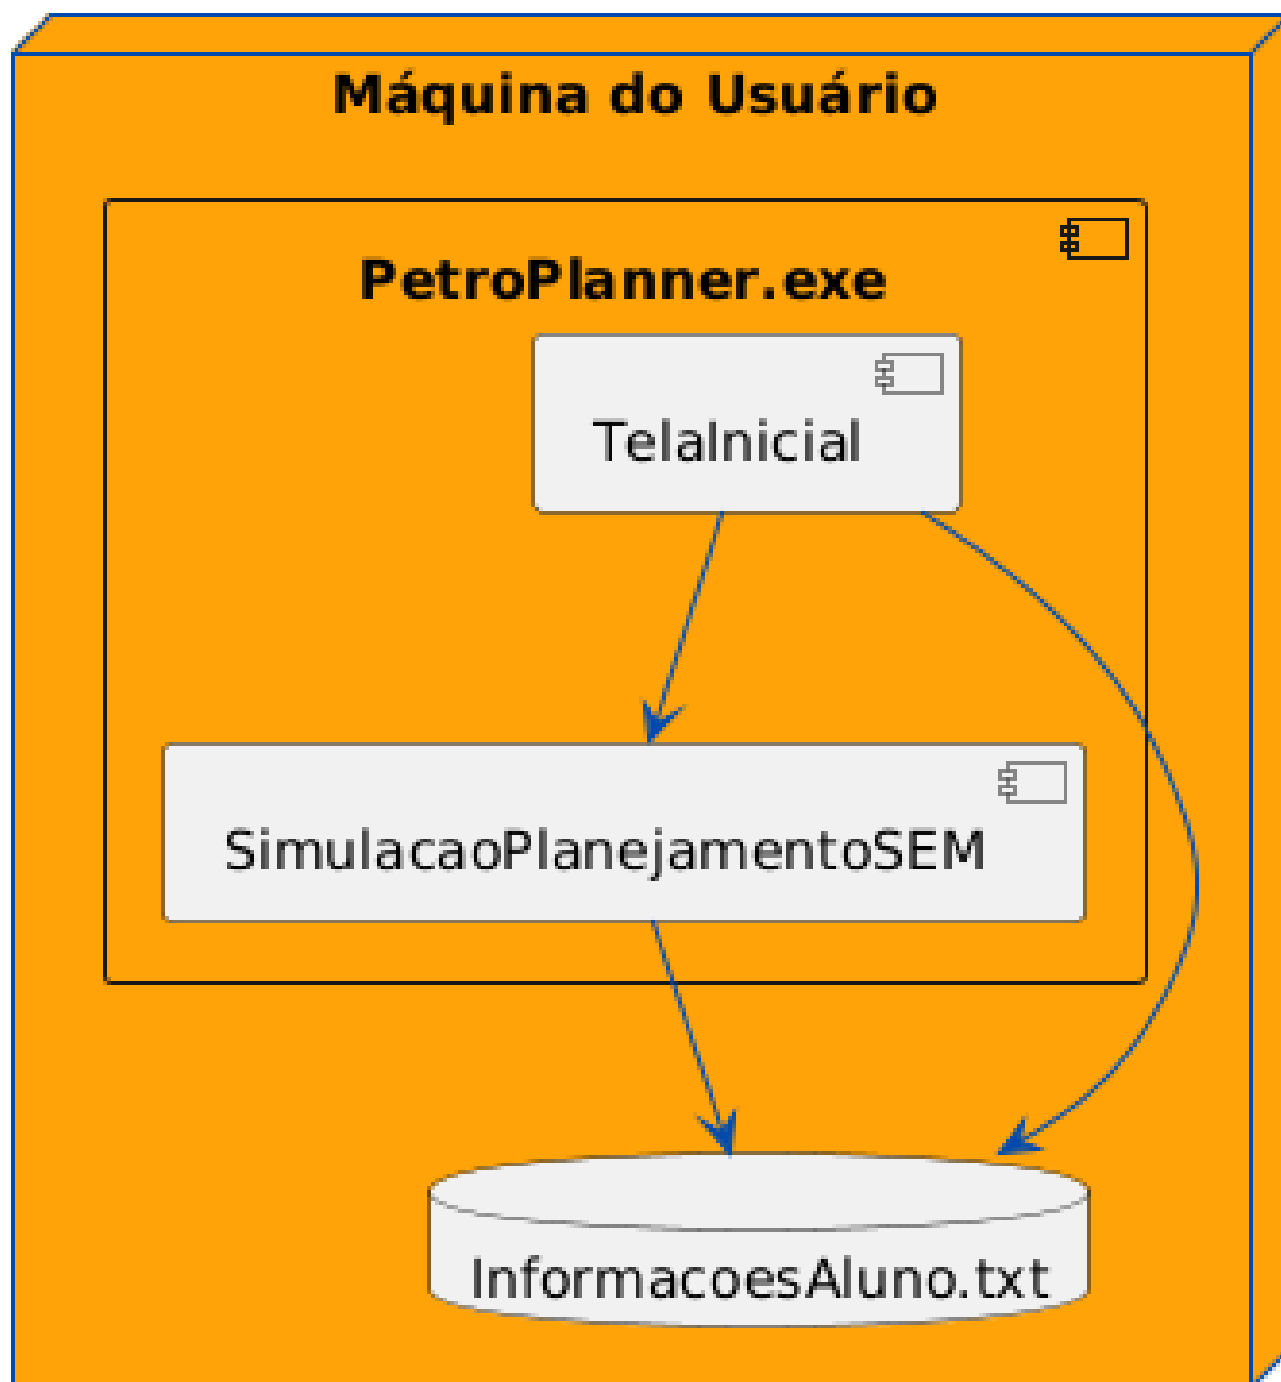 Máquina do Usuário
PetroPlanner.exe
TelaInicial
SimulacaoPlanejamentoSEM
InformacoesAluno.txt